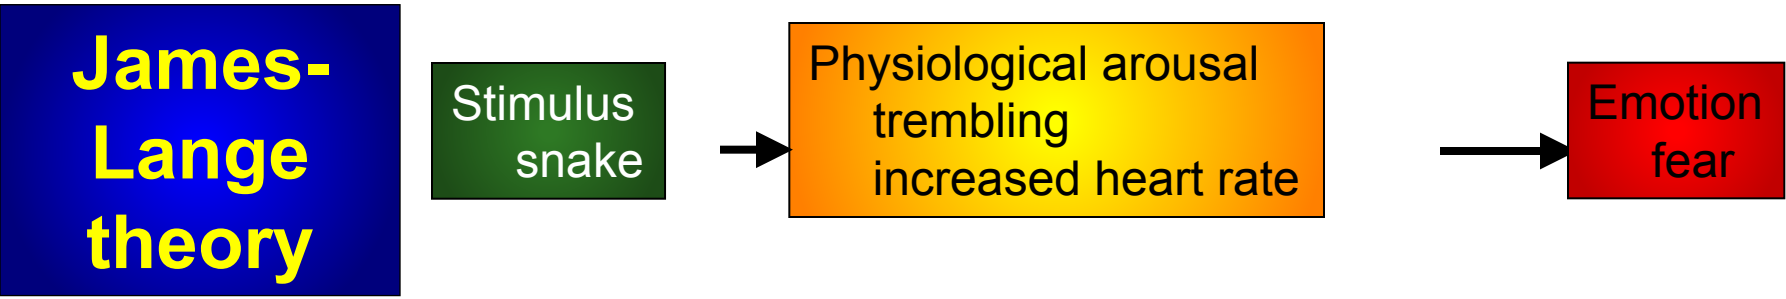 James-
Lange
theory
Stimulus
snake
Physiological arousal
trembling
increased heart rate
Emotion
fear